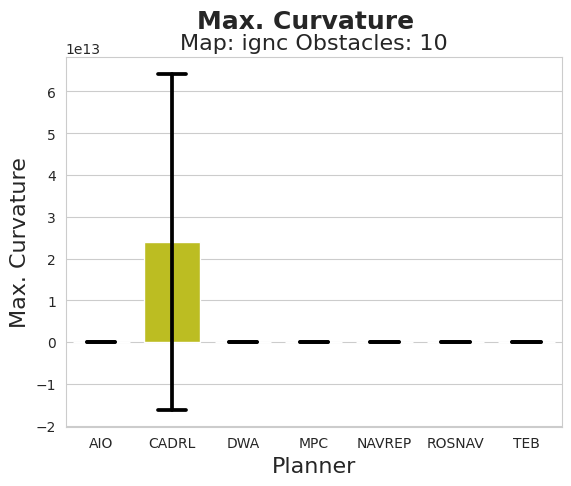 Max. Curvature
Map: ignc Obstacles: 10
1e13
6
5
4
3
2
1
0
−1
−2
Max. Curvature
AIO CADRL DWA MPC NAVREP ROSNAV TEB
Planner